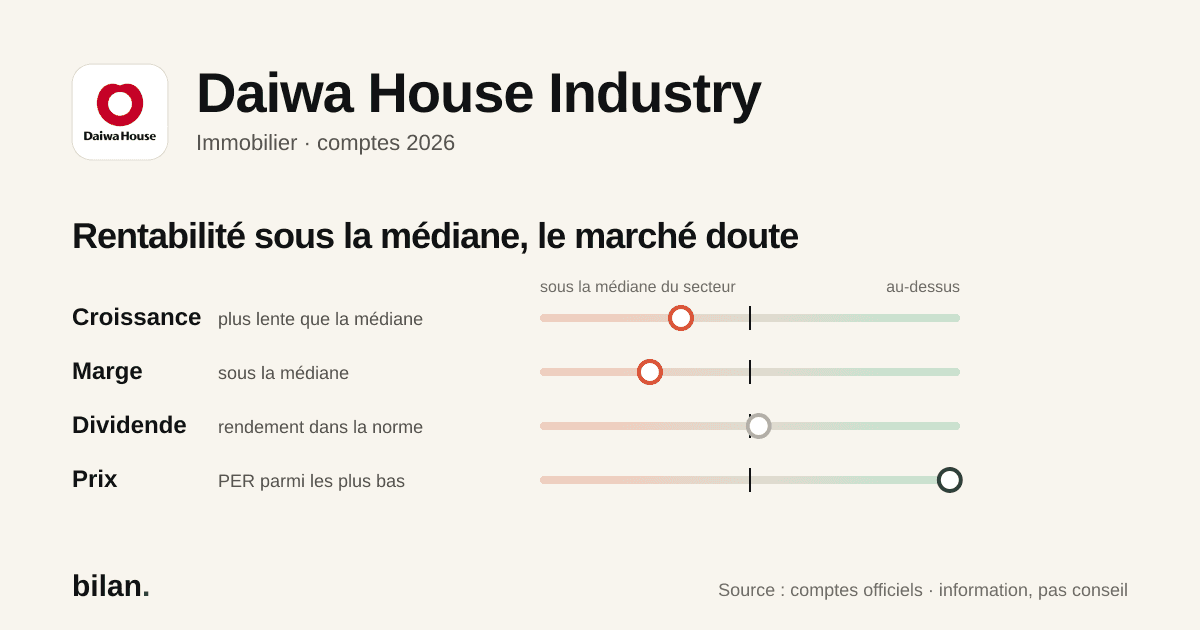 Daiwa House
Daiwa House Industry
Immobilier · comptes 2026
Rentabilité sous la médiane, le marché doute
sous la médiane du secteur au-dessus
Croissance plus lente que la médiane
Marge sous la médiane
Dividende rendement dans la norme
Prix PER parmi les plus bas
bilan.
Source : comptes officiels · information, pas conseil